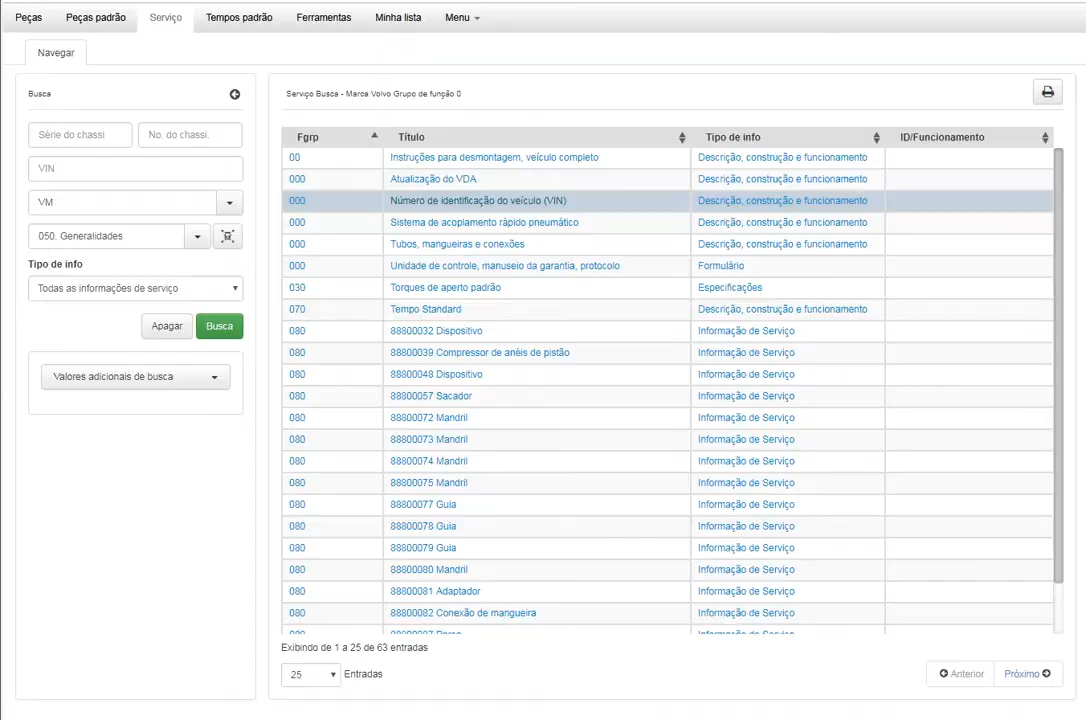 Peças Peças padrão Serviço Tempos padrão Ferramentas Minha lista Menu
Navegar
Busca
Série do chassi No. do chassi.
VIN
VM
050. Generalidades
Tipo de info
Todas as informações de serviço
Apagar Busca
Valores adicionais de busca
Serviço Busca - Marca Volvo Grupo de função 0
Fgrp Título Tipo de info ID/Funcionamento
00 Instruções para desmontagem, veículo completo Descrição, construção e funcionamento
000 Atualização do VDA Descrição, construção e funcionamento
000 Número de identificação do veículo (VIN) Descrição, construção e funcionamento
000 Sistema de acoplamento rápido pneumático Descrição, construção e funcionamento
000 Tubos, mangueiras e conexões Descrição, construção e funcionamento
000 Unidade de controle, manuseio da garantia, protocolo Formulário
030 Torques de aperto padrão Especificações
070 Tempo Standard Descrição, construção e funcionamento
080 88800032 Dispositivo Informação de Serviço
080 88800039 Compressor de anéis de pistão Informação de Serviço
080 88800048 Dispositivo Informação de Serviço
080 88800057 Sacador Informação de Serviço
080 88800072 Mandril Informação de Serviço
080 88800073 Mandril Informação de Serviço
080 88800074 Mandril Informação de Serviço
080 88800075 Mandril Informação de Serviço
080 88800077 Guia Informação de Serviço
080 88800078 Guia Informação de Serviço
080 88800079 Guia Informação de Serviço
080 88800080 Mandril Informação de Serviço
080 88800081 Adaptador Informação de Serviço
080 88800082 Conexão de mangueira Informação de Serviço
Exibindo de 1 a 25 de 63 entradas
25 Entradas
Anterior Próximo